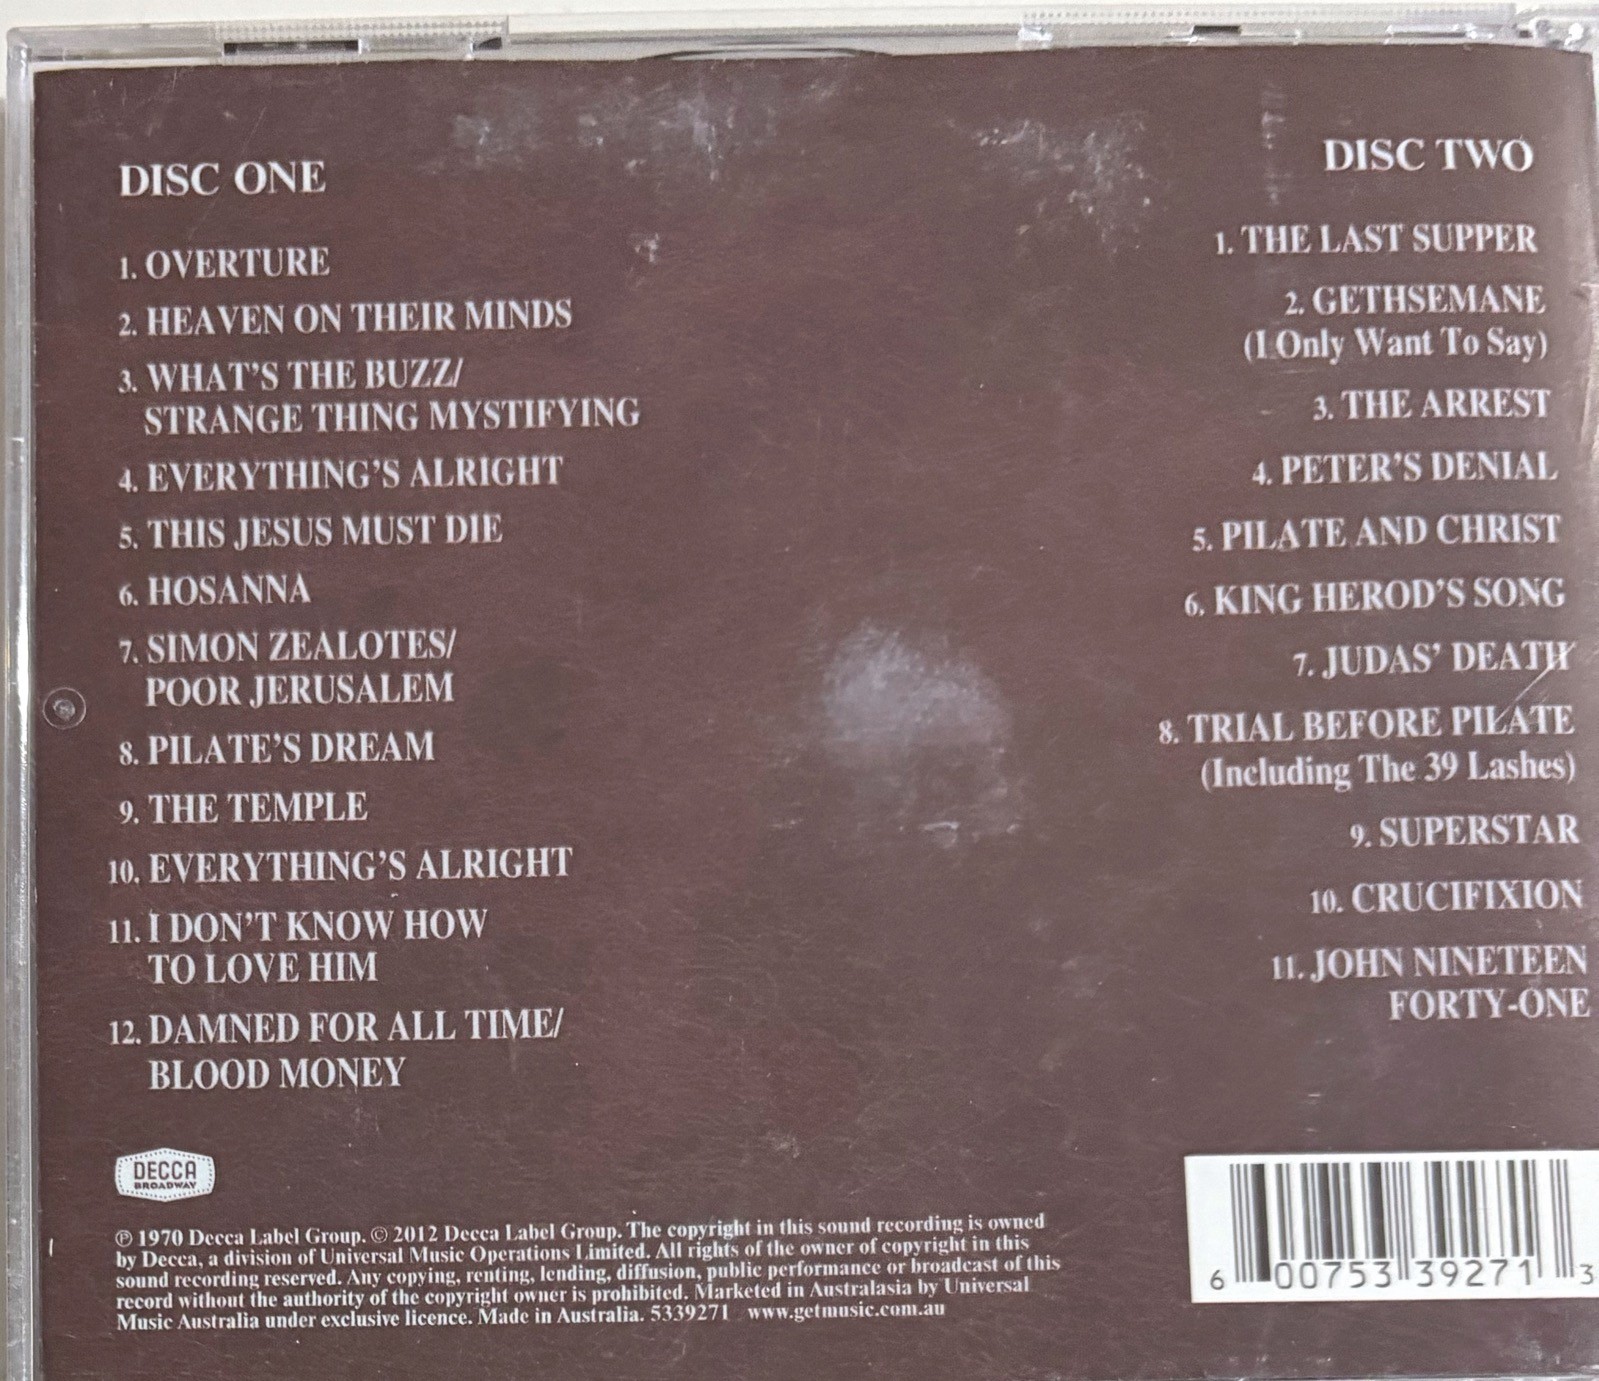 DISC ONE
1. OVERTURE
2. HEAVEN ON THEIR MINDS
3. WHAT'S THE BUZZ/
STRANGE THING MYSTIFYING
4. EVERYTHING'S ALRIGHT
5. THIS JESUS MUST DIE
6. HOSANNA
7. SIMON ZEALOTES/
POOR JERUSALEM
8. PILATE'S DREAM
9. THE TEMPLE
10. EVERYTHING'S ALRIGHT
11. I DON'T KNOW HOW
TO LOVE HIM
12. DAMNED FOR ALL TIME/
BLOOD MONEY
DISC TWO
1. THE LAST SUPPER
2. GETHSEMANE
(I Only Want To Say)
3. THE ARREST
4. PETER'S DENIAL
5. PILATE AND CHRIST
6. KING HEROD'S SONG
7. JUDAS' DEATH
8. TRIAL BEFORE PILATE
(Including The 39 Lashes)
9. SUPERSTAR
10. CRUCIFIXION
11. JOHN NINETEEN
FORTY-ONE
DECCA
BROADWAY
℗ 1970 Decca Label Group. © 2012 Decca Label Group. The copyright in this sound recording is owned
by Decca, a division of Universal Music Operations Limited. All rights of the owner of copyright in this
sound recording reserved. Any copying, renting, lending, diffusion, public performance or broadcast of this
record without the authority of the copyright owner is prohibited. Marketed in Australasia by Universal
Music Australia under exclusive licence. Made in Australia. 5339271 www.getmusic.com.au
6 00753 39271 3